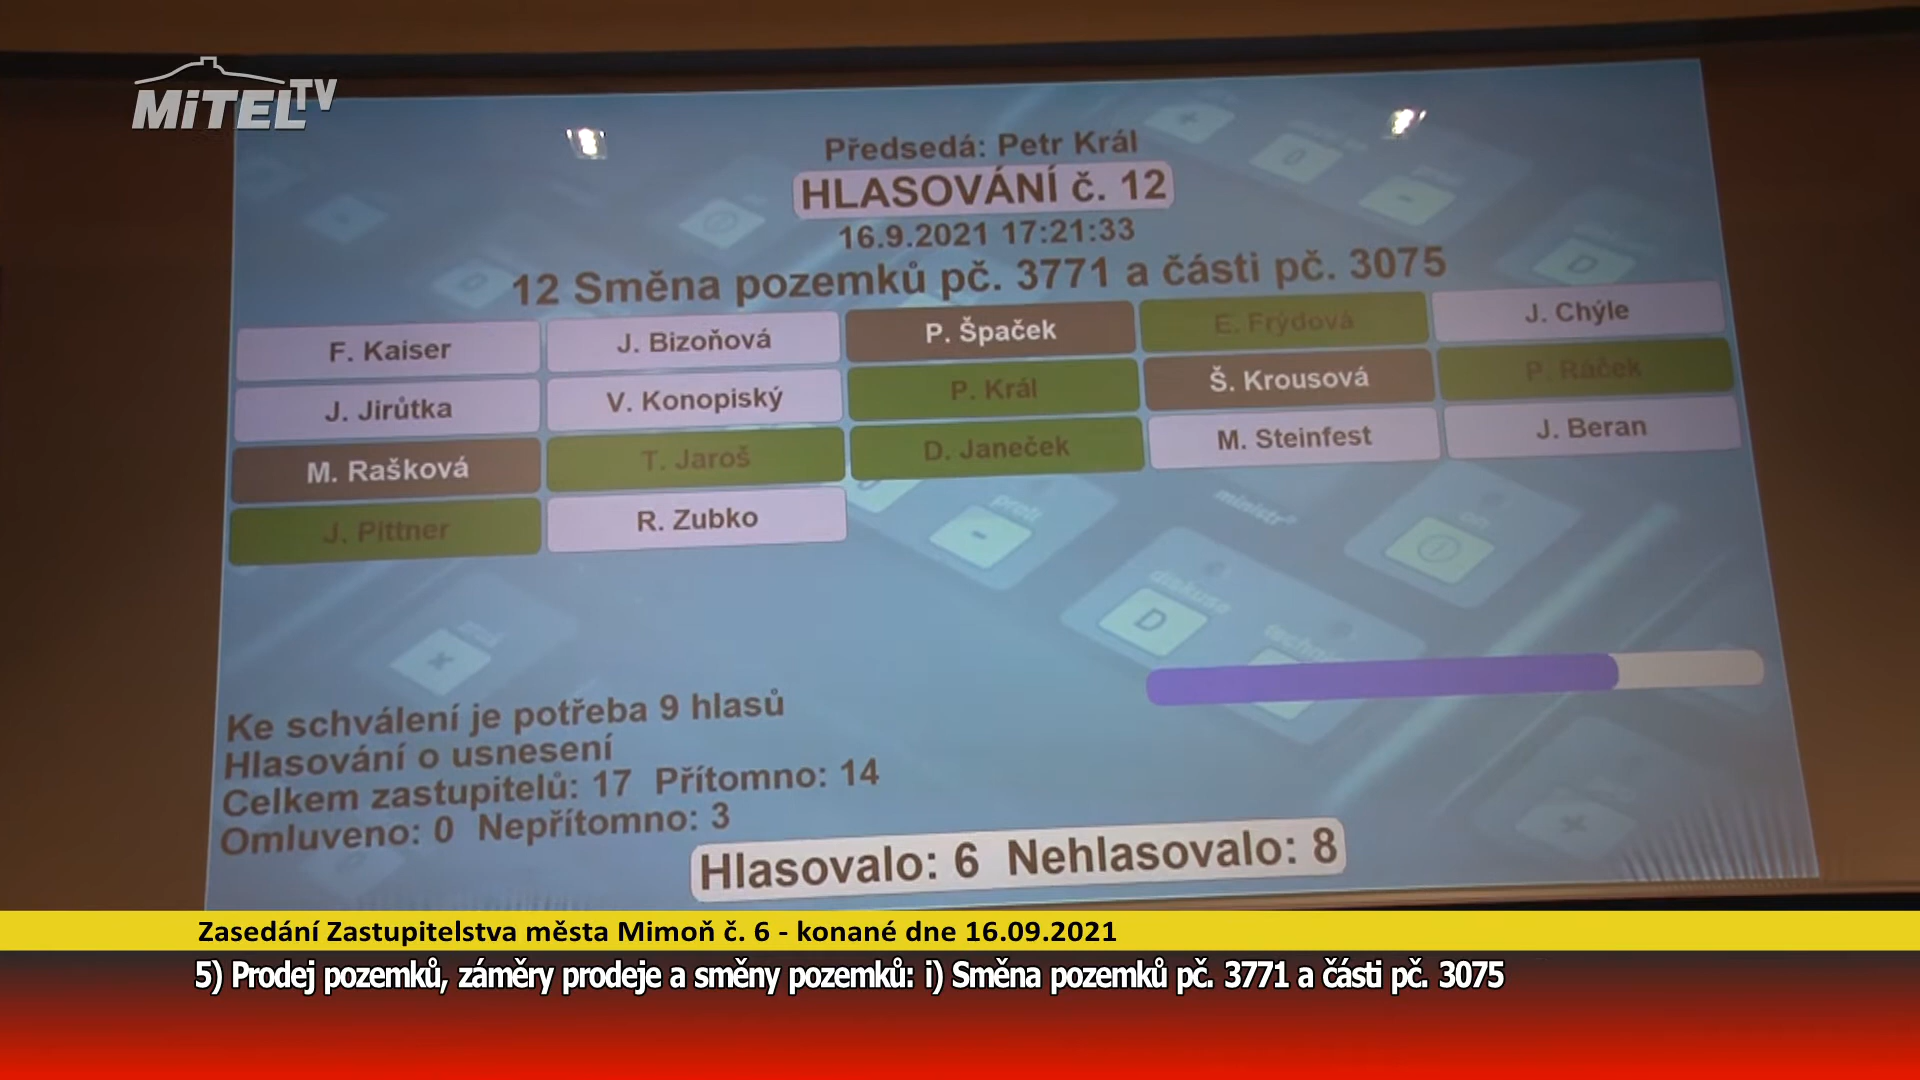 MiTEL TV
Předsedá: Petr Král
HLASOVÁNÍ č. 12
16.9.2021 17:21:33
12 Směna pozemků pč. 3771 a části pč. 3075
F. Kaiser J. Bizoňová P. Špaček E. Frýdová J. Chýle
J. Jirůtka V. Konopiský P. Král Š. Krousová P. Ráček
M. Rašková T. Jaroš D. Janeček M. Steinfest J. Beran
J. Pittner R. Zubko
Ke schválení je potřeba 9 hlasů
Hlasování o usnesení
Celkem zastupitelů: 17 Přítomno: 14
Omluveno: 0 Nepřítomno: 3
Hlasovalo: 6 Nehlasovalo: 8
Zasedání Zastupitelstva města Mimoň č. 6 - konané dne 16.09.2021
5) Prodej pozemků, záměry prodeje a směny pozemků: i) Směna pozemků pč. 3771 a části pč. 3075